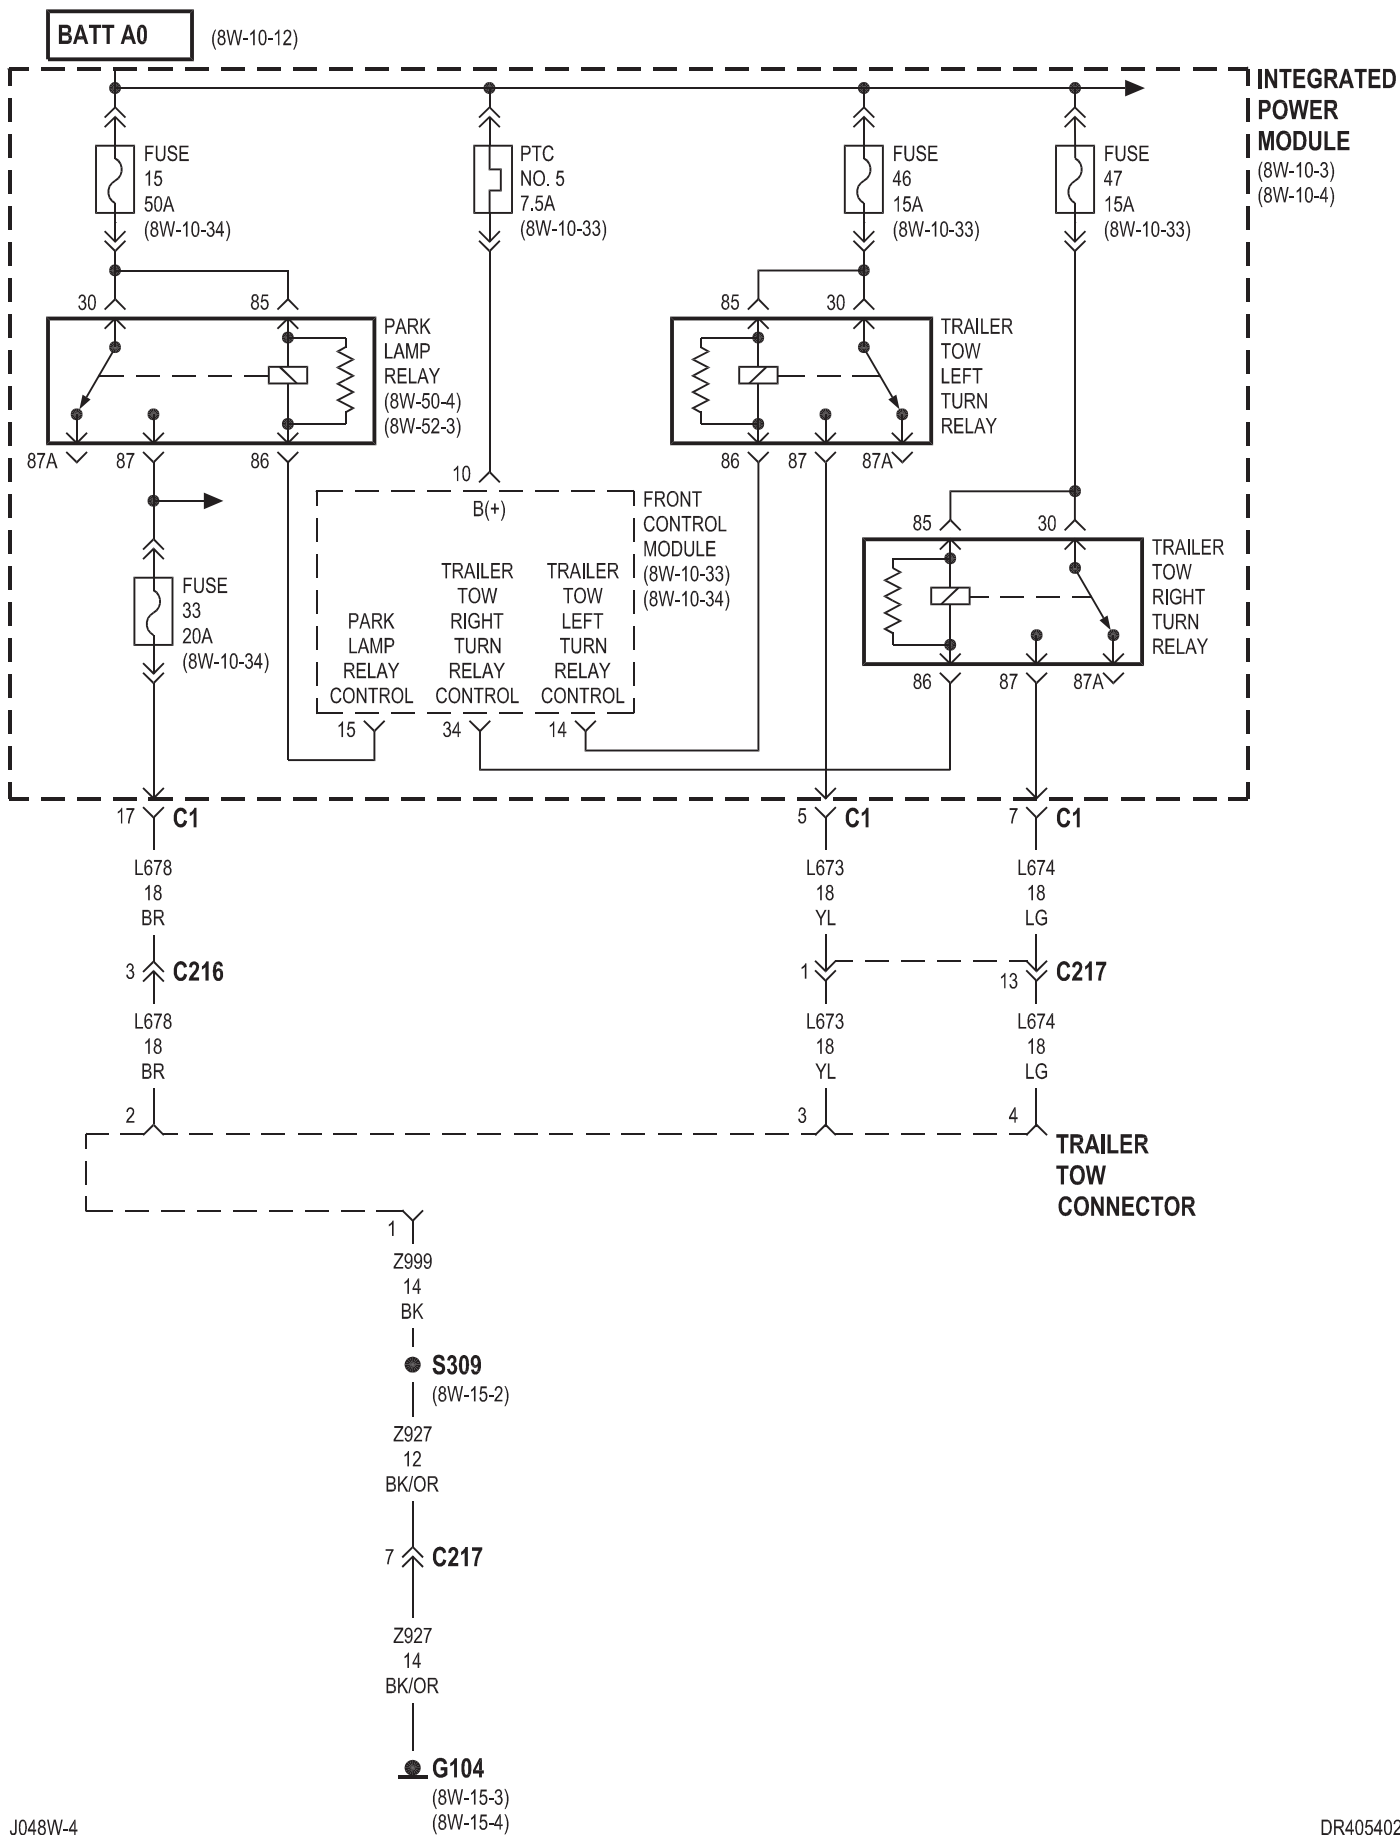 BATT A0
(8W-10-12)
INTEGRATED
POWER
MODULE
(8W-10-3)
(8W-10-4)
FUSE
15
50A
(8W-10-34)
PTC
NO. 5
7.5A
(8W-10-33)
FUSE
46
15A
(8W-10-33)
FUSE
47
15A
(8W-10-33)
30
85
PARK
LAMP
RELAY
(8W-50-4)
(8W-52-3)
87A
87
86
85
30
TRAILER
TOW
LEFT
TURN
RELAY
86
87
87A
10
B(+)
FRONT
CONTROL
MODULE
(8W-10-33)
(8W-10-34)
PARK
LAMP
RELAY
CONTROL
TRAILER
TOW
RIGHT
TURN
RELAY
CONTROL
TRAILER
TOW
LEFT
TURN
RELAY
CONTROL
15
34
14
85
30
TRAILER
TOW
RIGHT
TURN
RELAY
86
87
87A
FUSE
33
20A
(8W-10-34)
17
C1
5
C1
7
C1
L678
18
BR
L673
18
YL
L674
18
LG
3
C216
1
13
C217
L678
18
BR
L673
18
YL
L674
18
LG
2
3
4
TRAILER
TOW
CONNECTOR
1
Z999
14
BK
S309
(8W-15-2)
Z927
12
BK/OR
7
C217
Z927
14
BK/OR
G104
(8W-15-3)
(8W-15-4)
J048W-4
DR405402